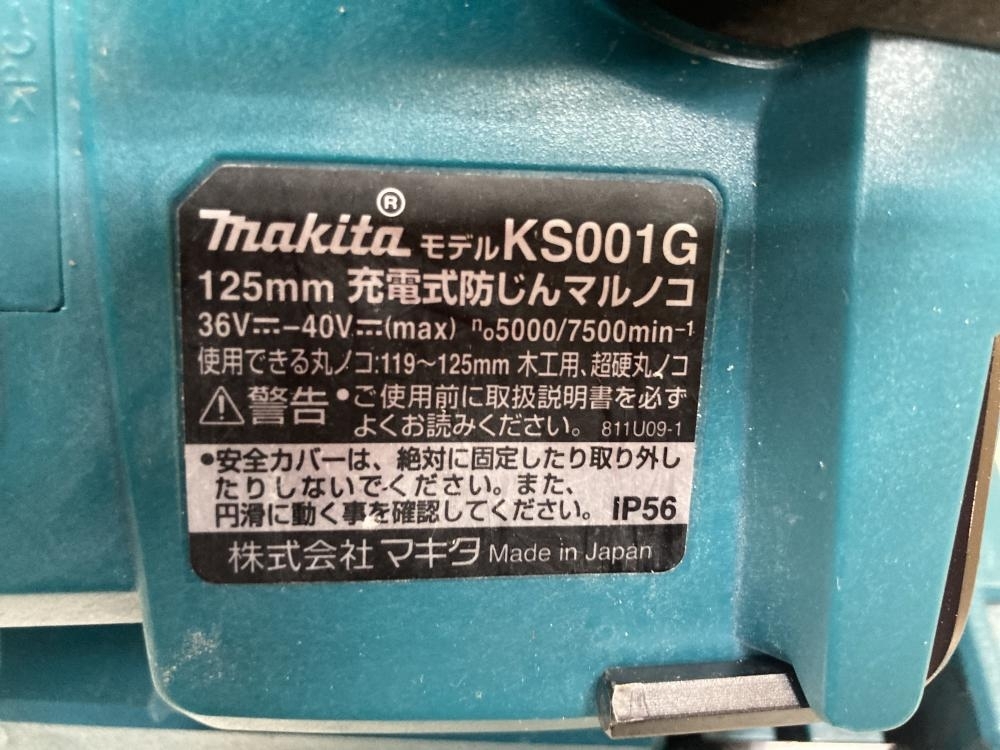 makita® モデル KS001G
125mm 充電式防じんマルノコ
36V⎓-40V⎓(max) n₀5000/7500min⁻¹
使用できる丸ノコ:119～125mm 木工用、超硬丸ノコ
⚠警告 •ご使用前に取扱説明書を必ず
よくお読みください。 811U09-1
•安全カバーは、絶対に固定したり取り外し
たりしないでください。また、
円滑に動く事を確認してください。 IP56
株式会社マキタ Made in Japan